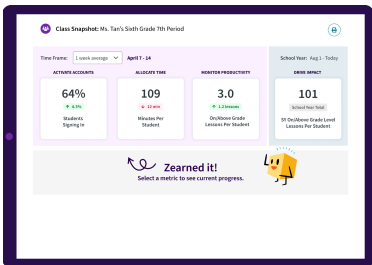 Class Snapshot: Ms. Tan's Sixth Grade 7th Period
Time Frame: 1 week average April 7 - 14
School Year: Aug 1 - Today
ACTIVATE ACCOUNTS
64%
↑ 4.5%
Students
Signing In
ALLOCATE TIME
109
↓ 12 min
Minutes Per
Student
MONITOR PRODUCTIVITY
3.0
↑ 1.2 lessons
On/Above Grade
Lessons Per Student
DRIVE IMPACT
101
School Year Total
SY On/Above Grade Level
Lessons Per Student
Zearned it!
Select a metric to see current progress.